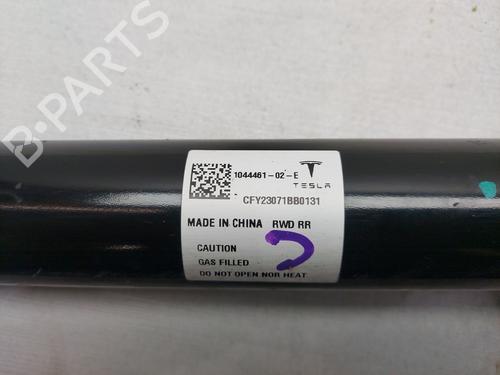 1044461-02-E
TESLA
CFY23071BB0131
MADE IN CHINA RWD RR
CAUTION
GAS FILLED
DO NOT OPEN NOR HEAT
B-PARTS